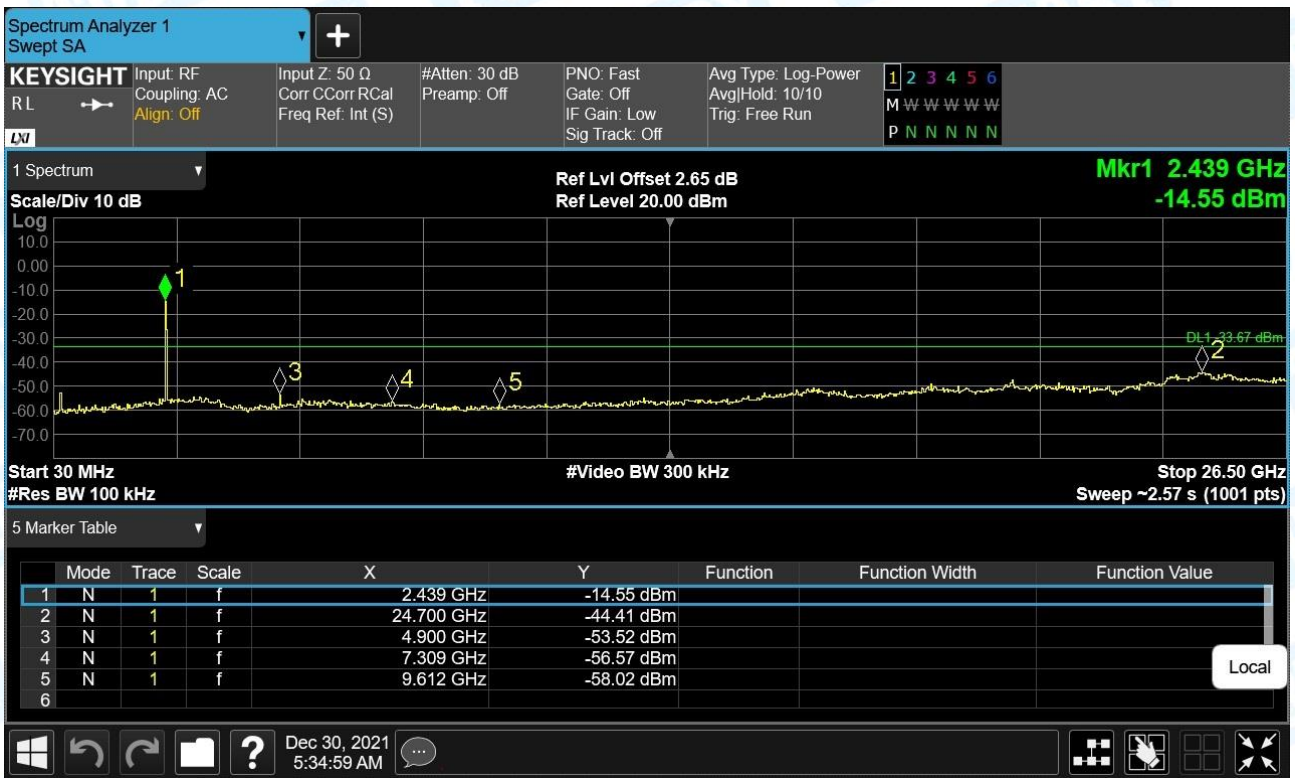 Spectrum Analyzer 1
Swept SA
+
KEYSIGHT Input: RF Input Z: 50 Ω #Atten: 30 dB PNO: Fast Avg Type: Log-Power 1 2 3 4 5 6
R L Coupling: AC Corr CCorr RCal Preamp: Off Gate: Off Avg|Hold: 10/10 M W W W W W
Align: Off Freq Ref: Int (S) IF Gain: Low Trig: Free Run
LXI Sig Track: Off P N N N N N
1 Spectrum Ref Lvl Offset 2.65 dB Mkr1 2.439 GHz
Scale/Div 10 dB Ref Level 20.00 dBm -14.55 dBm
Log
10.0
0.00
1
-10.0
-20.0
-30.0
DL1 -33.67 dBm
2
-40.0
3
4
5
-50.0
-60.0
-70.0
Start 30 MHz #Video BW 300 kHz Stop 26.50 GHz
#Res BW 100 kHz Sweep ~2.57 s (1001 pts)
5 Marker Table
Mode Trace Scale X Y Function Function Width Function Value
1 N 1 f 2.439 GHz -14.55 dBm
2 N 1 f 24.700 GHz -44.41 dBm
3 N 1 f 4.900 GHz -53.52 dBm
4 N 1 f 7.309 GHz -56.57 dBm
5 N 1 f 9.612 GHz -58.02 dBm
6
Local
? Dec 30, 2021
5:34:59 AM